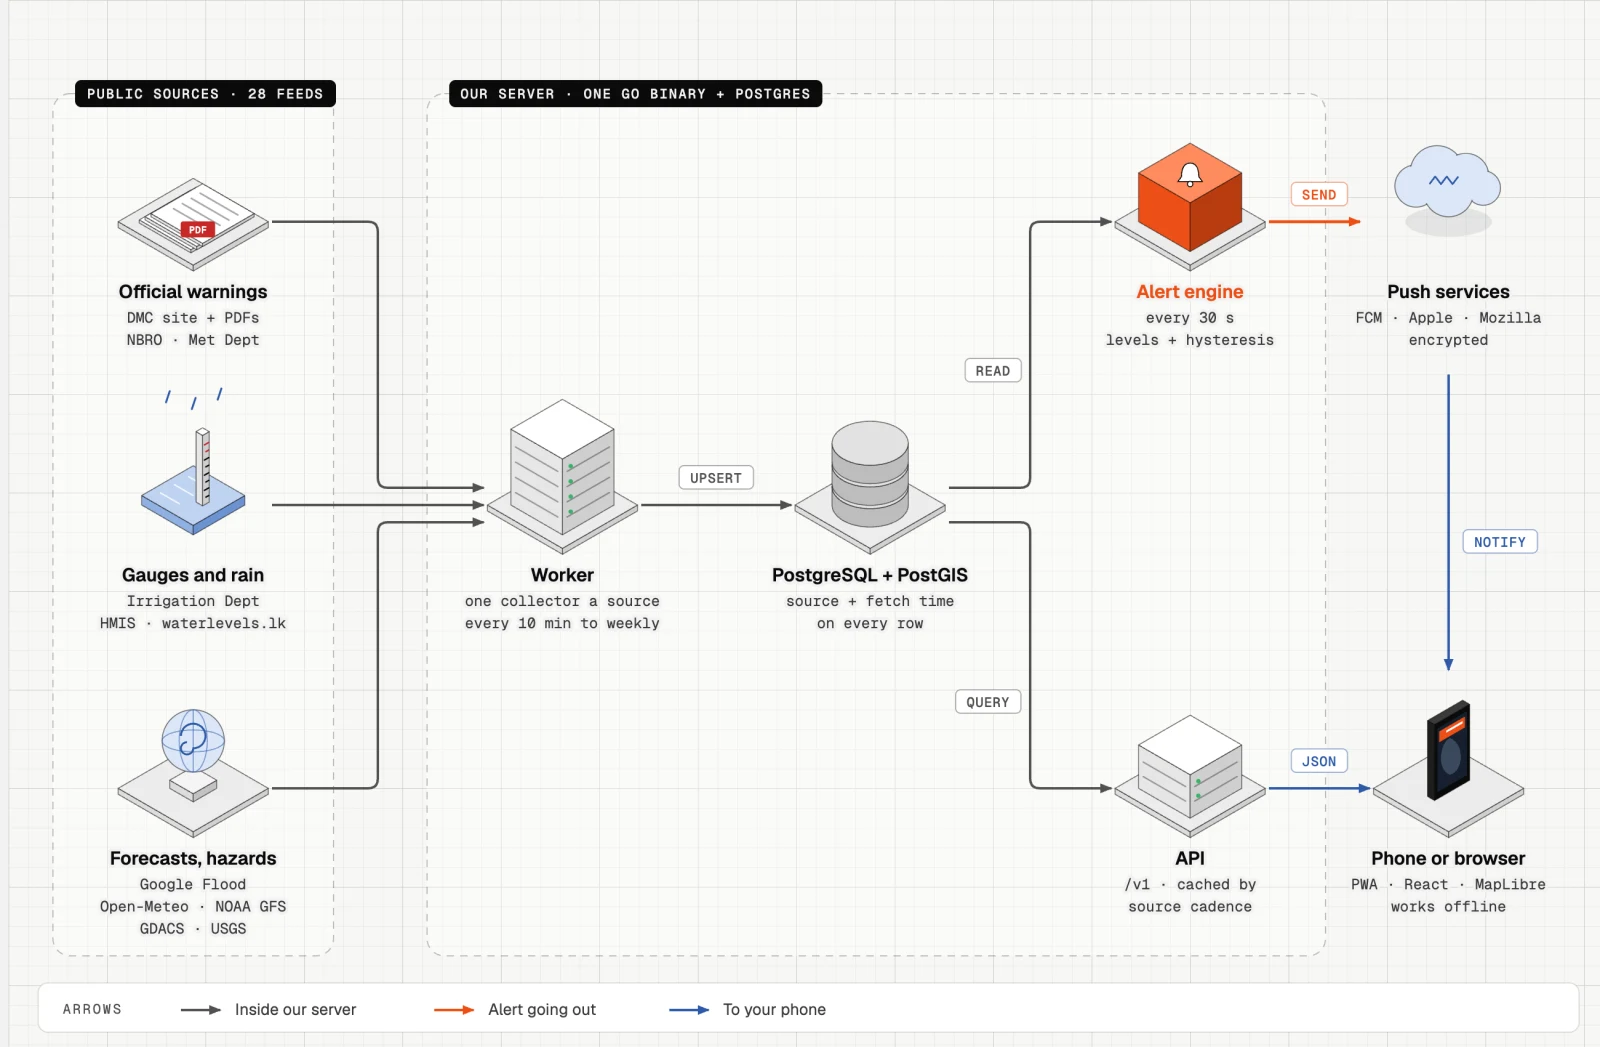 PUBLIC SOURCES · 28 FEEDS
OUR SERVER · ONE GO BINARY + POSTGRES
PDF
Official warnings
DMC site + PDFs
NBRO · Met Dept
Gauges and rain
Irrigation Dept
HMIS · waterlevels.lk
Forecasts, hazards
Google Flood
Open-Meteo · NOAA GFS
GDACS · USGS
Worker
one collector a source
every 10 min to weekly
UPSERT
PostgreSQL + PostGIS
source + fetch time
on every row
READ
QUERY
Alert engine
every 30 s
levels + hysteresis
SEND
Push services
FCM · Apple · Mozilla
encrypted
NOTIFY
API
/v1 · cached by
source cadence
JSON
Phone or browser
PWA · React · MapLibre
works offline
ARROWS
Inside our server
Alert going out
To your phone